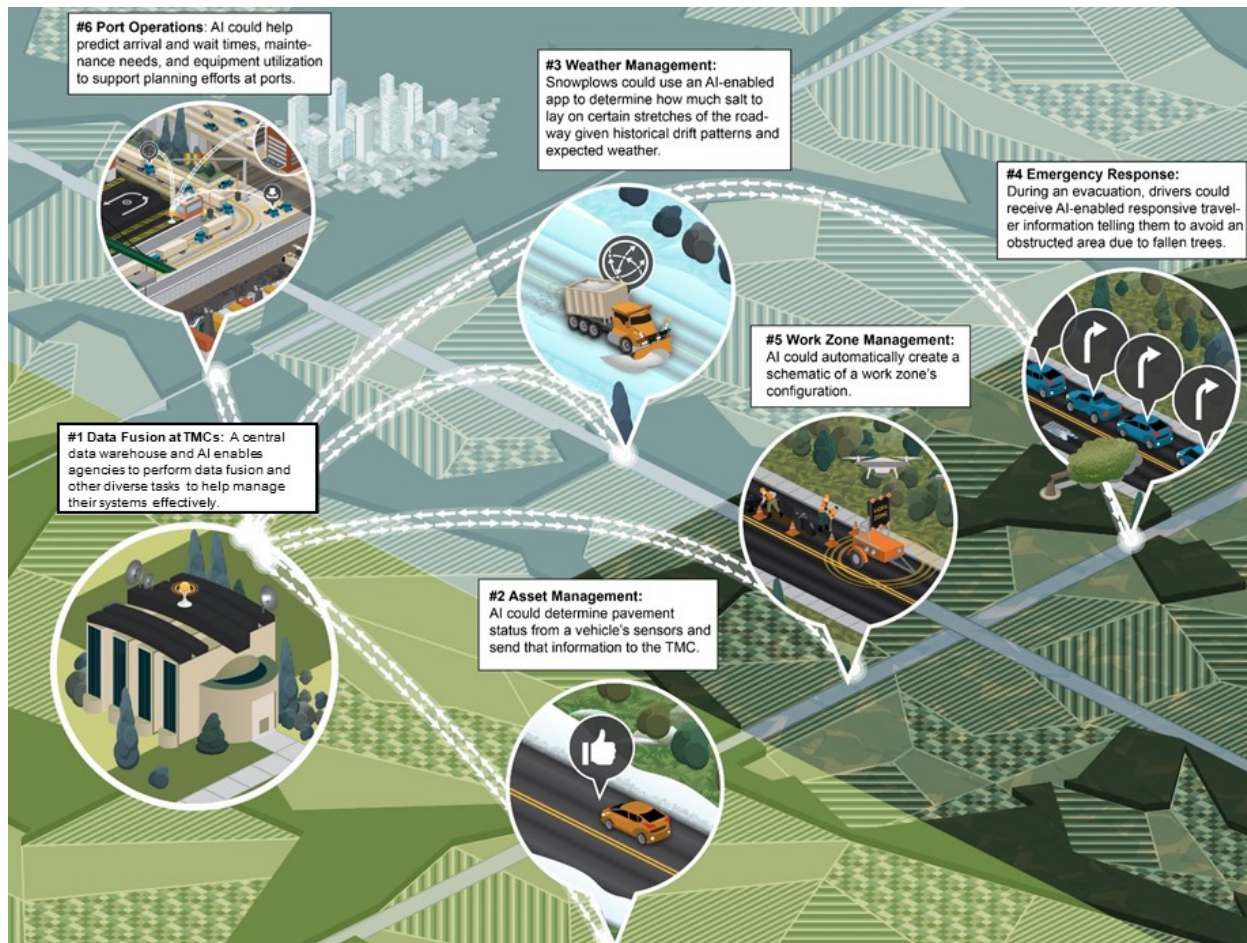 #6 Port Operations: AI could help
predict arrival and wait times, mainte-
nance needs, and equipment utilization
to support planning efforts at ports.
#3 Weather Management:
Snowplows could use an AI-enabled
app to determine how much salt to
lay on certain stretches of the road-
way given historical drift patterns and
expected weather.
#4 Emergency Response:
During an evacuation, drivers could
receive AI-enabled responsive travel-
er information telling them to avoid an
obstructed area due to fallen trees.
#5 Work Zone Management:
AI could automatically create a
schematic of a work zone's
configuration.
#1 Data Fusion at TMCs: A central
data warehouse and AI enables
agencies to perform data fusion and
other diverse tasks to help manage
their systems effectively.
#2 Asset Management:
AI could determine pavement
status from a vehicle's sensors and
send that information to the TMC.